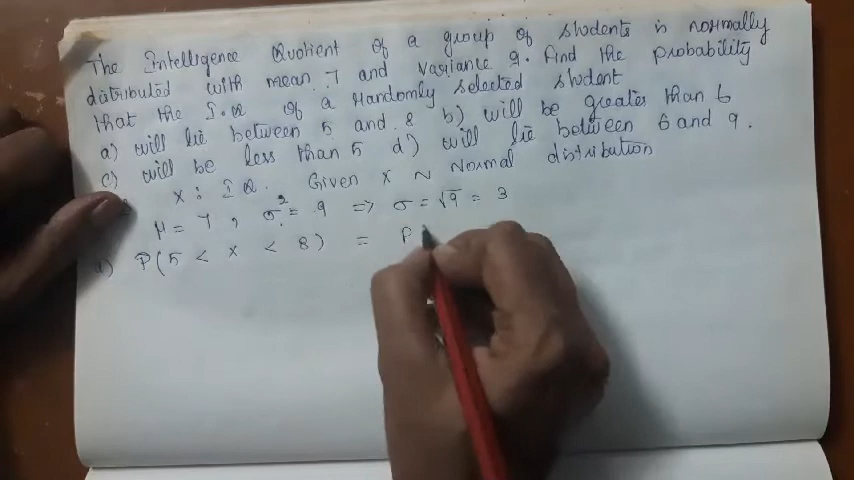 The Intelligence Quotient of a group of students is normally
distributed with mean 7 and variance 9. Find the probability
that the I.Q of a randomly selected student
a) will lie between 5 and 8 b) will be greater than 6
c) will be less than 5 d) will lie between 6 and 9.
X : I Q. Given X ~ Normal distribution
μ = 7, σ² = 9 => σ = √9 = 3
a) P(5 < X < 8) = P